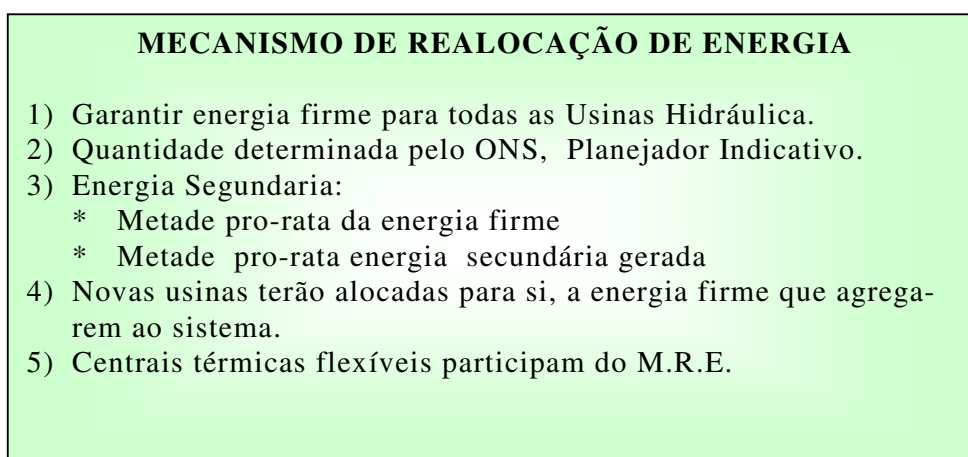 MECANISMO DE REALOCAÇÃO DE ENERGIA
1) Garantir energia firme para todas as Usinas Hidráulica.
2) Quantidade determinada pelo ONS, Planejador Indicativo.
3) Energia Segundaria:
* Metade pro-rata da energia firme
* Metade pro-rata energia secundária gerada
4) Novas usinas terão alocadas para si, a energia firme que agrega-
rem ao sistema.
5) Centrais térmicas flexíveis participam do M.R.E.